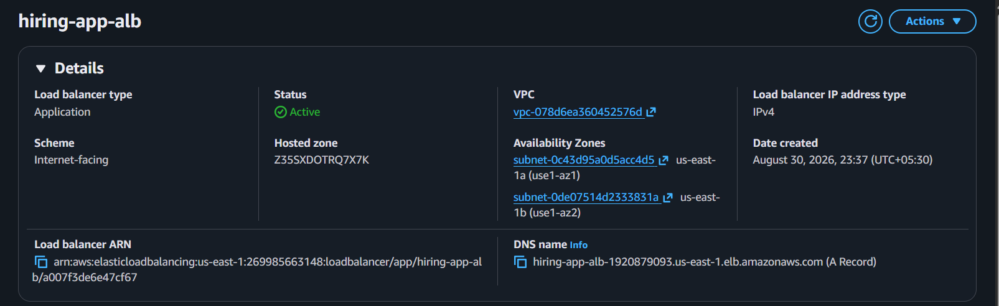 hiring-app-alb
Actions
Details
Load balancer type
Application
Status
Active
VPC
vpc-078d6ea360452576d
Load balancer IP address type
IPv4
Scheme
Internet-facing
Hosted zone
Z35SXDOTRQ7X7K
Availability Zones
subnet-0c43d95a0d5acc4d5 us-east-
1a (use1-az1)
subnet-0de07514d2333831a us-east-
1b (use1-az2)
Date created
August 30, 2026, 23:37 (UTC+05:30)
Load balancer ARN
arn:aws:elasticloadbalancing:us-east-1:269985663148:loadbalancer/app/hiring-app-al
b/a007f3de6e47cf67
DNS name Info
hiring-app-alb-1920879093.us-east-1.elb.amazonaws.com (A Record)